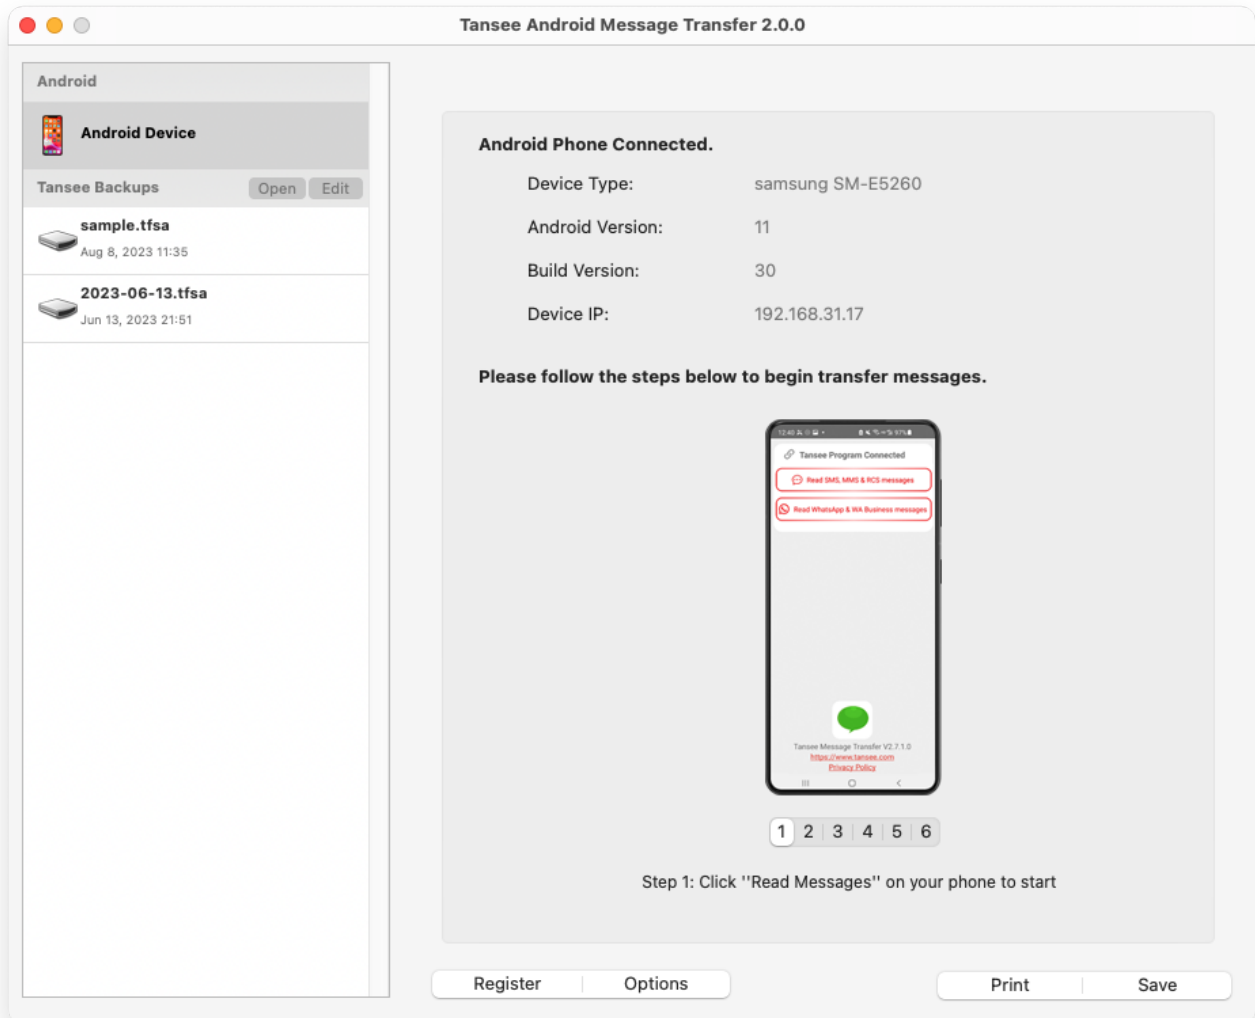 Tansee Android Message Transfer 2.0.0
Android
Android Device
Tansee Backups Open Edit
sample.tfsa
Aug 8, 2023 11:35
2023-06-13.tfsa
Jun 13, 2023 21:51
Android Phone Connected.
Device Type: samsung SM-E5260
Android Version: 11
Build Version: 30
Device IP: 192.168.31.17
Please follow the steps below to begin transfer messages.
12:40 97%
Tansee Program Connected
Read SMS, MMS & RCS messages
Read WhatsApp & WA Business messages
Tansee Message Transfer V2.7.1.0
https://www.tansee.com
Privacy Policy
1 2 3 4 5 6
Step 1: Click ''Read Messages'' on your phone to start
Register Options Print Save